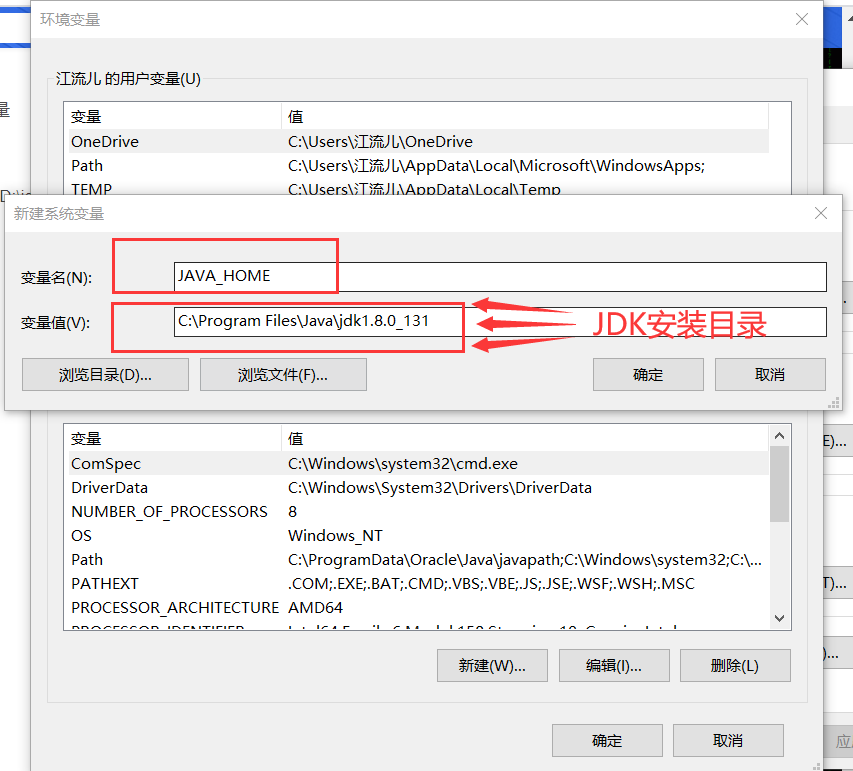 环境变量
江流儿 的用户变量(U)
变量 值
OneDrive C:\Users\江流儿\OneDrive
Path C:\Users\江流儿\AppData\Local\Microsoft\WindowsApps;
TEMP C:\Users\江流儿\AppData\Local\Temp
新建系统变量
变量名(N): JAVA_HOME
变量值(V): C:\Program Files\Java\jdk1.8.0_131
JDK安装目录
浏览目录(D)... 浏览文件(F)... 确定 取消
变量 值
ComSpec C:\Windows\system32\cmd.exe
DriverData C:\Windows\System32\Drivers\DriverData
NUMBER_OF_PROCESSORS 8
OS Windows_NT
Path C:\ProgramData\Oracle\Java\javapath;C:\Windows\system32;C:\...
PATHEXT .COM;.EXE;.BAT;.CMD;.VBS;.VBE;.JS;.JSE;.WSF;.WSH;.MSC
PROCESSOR_ARCHITECTURE AMD64
新建(W)... 编辑(I)... 删除(L)
确定 取消